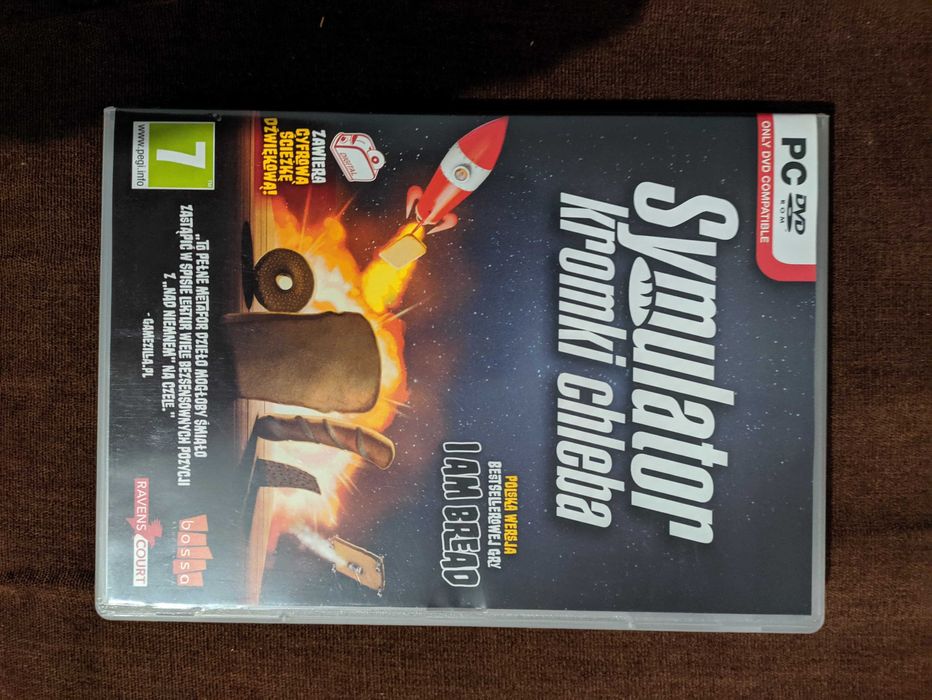 PC DVD
ROM
ONLY DVD COMPATIBLE
Symulator
kromki chleba
POLSKA WERSJA
BESTSELLEROWEJ GRY
I AM BREAD
DIGITAL
ZAWIERA
CYFROWĄ
ŚCIEŻKĘ
DŹWIĘKOWĄ!
7
www.pegi.info
„TO PEŁNE METAFOR DZIEŁO MOGŁOBY ŚMIAŁO
ZASTĄPIĆ W SPISIE LEKTUR WIELE BEZSENSOWNYCH POZYCJI
Z „NAD NIEMNEM” NA CZELE.”
- GAMEZILLA.PL
bossa
RAVENSCOURT